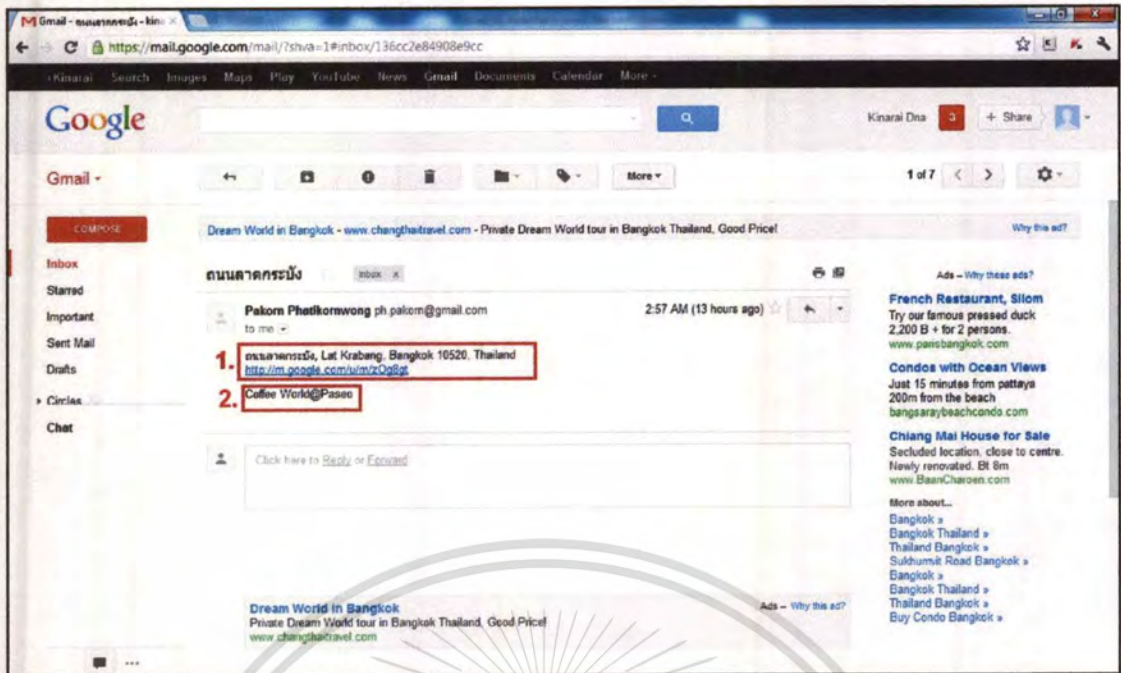 Gmail - ถนนลาดกระบัง - kina
https://mail.google.com/mail/?shva=1#inbox/136cc2e84908e9cc
+Kinarai Search Images Maps Play YouTube News Gmail Documents Calendar More
Google
Kinarai Dna 3 + Share
Gmail
More
1 of 7
COMPOSE
Dream World in Bangkok - www.changthaitravel.com - Private Dream World tour in Bangkok Thailand, Good Price!
Why this ad?
Inbox
Starred
Important
Sent Mail
Drafts
Circles
Chat
ถนนลาดกระบัง Inbox x
Pakorn Phatikornwong ph.pakorn@gmail.com
2:57 AM (13 hours ago)
to me
1. ถนนลาดกระบัง, Lat Krabang, Bangkok 10520, Thailand
http://m.google.com/u/m/zOg8gt
2. Coffee World@Paseo
Click here to Reply or Forward
Dream World in Bangkok
Private Dream World tour in Bangkok Thailand, Good Price!
www.changthaitravel.com
Ads – Why this ad?
Ads – Why these ads?
French Restaurant, Silom
Try our famous pressed duck
2,200 B + for 2 persons.
www.parisbangkok.com
Condos with Ocean Views
Just 15 minutes from pattaya
200m from the beach
bangsaraybeachcondo.com
Chiang Mai House for Sale
Secluded location, close to centre.
Newly renovated. Bt 8m
www.BaanCharoen.com
More about...
Bangkok »
Bangkok Thailand »
Thailand Bangkok »
Sukhumvit Road Bangkok »
Bangkok »
Bangkok Thailand »
Thailand Bangkok »
Buy Condo Bangkok »